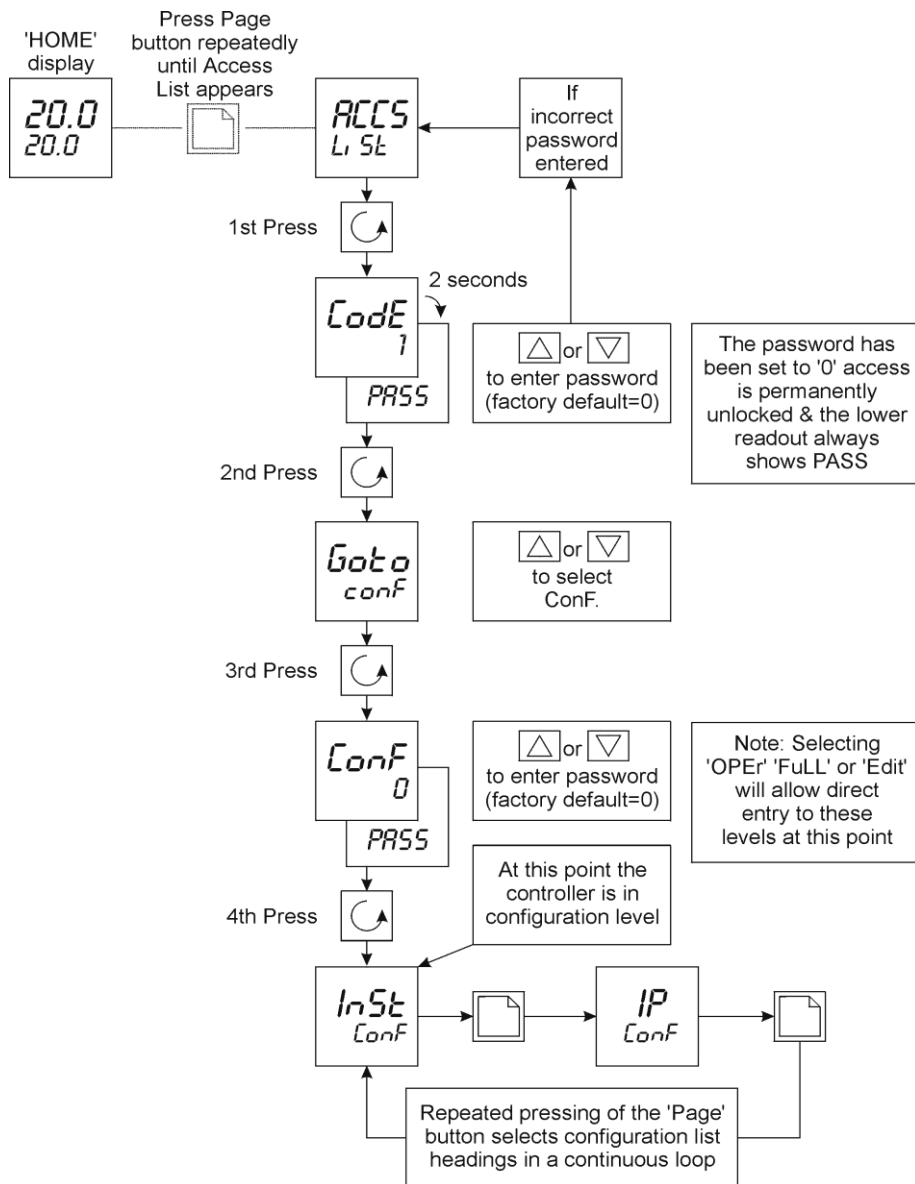 'HOME'
display
Press Page
button repeatedly
until Access
List appears
20.0
20.0
ACCS
Li St
If
incorrect
password
entered
1st Press
2 seconds
CodE
1
PASS
△ or ▽
to enter password
(factory default=0)
The password has
been set to '0' access
is permanently
unlocked & the lower
readout always
shows PASS
2nd Press
Goto
conF
△ or ▽
to select
ConF.
3rd Press
ConF
0
PASS
△ or ▽
to enter password
(factory default=0)
Note: Selecting
'OPEr' 'FuLL' or 'Edit'
will allow direct
entry to these
levels at this point
At this point the
controller is in
configuration level
4th Press
InSt
ConF
IP
ConF
Repeated pressing of the 'Page'
button selects configuration list
headings in a continuous loop